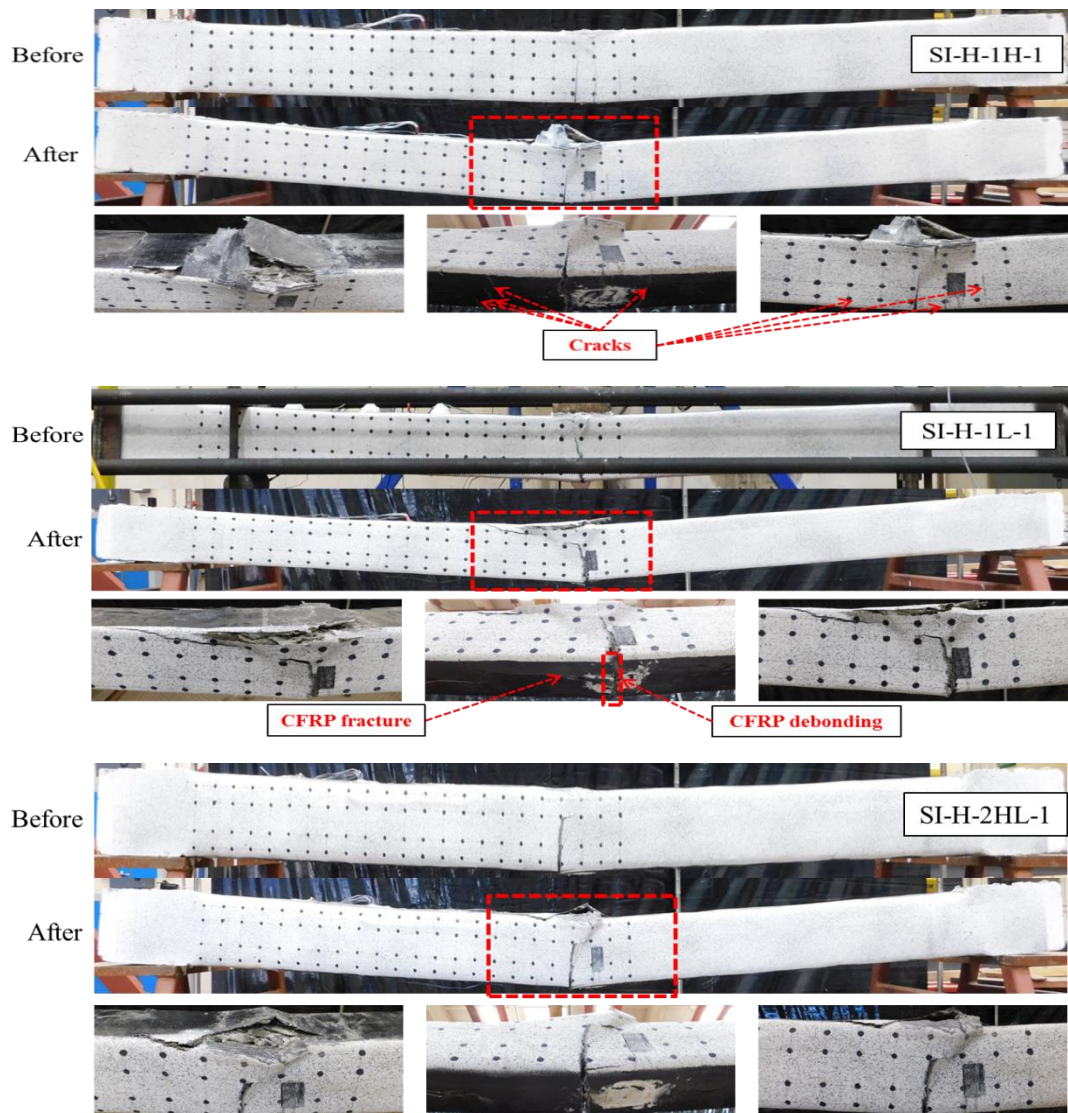 Before
SI-H-1H-1
After
Cracks
Before
SI-H-1L-1
After
CFRP fracture
CFRP debonding
Before
SI-H-2HL-1
After